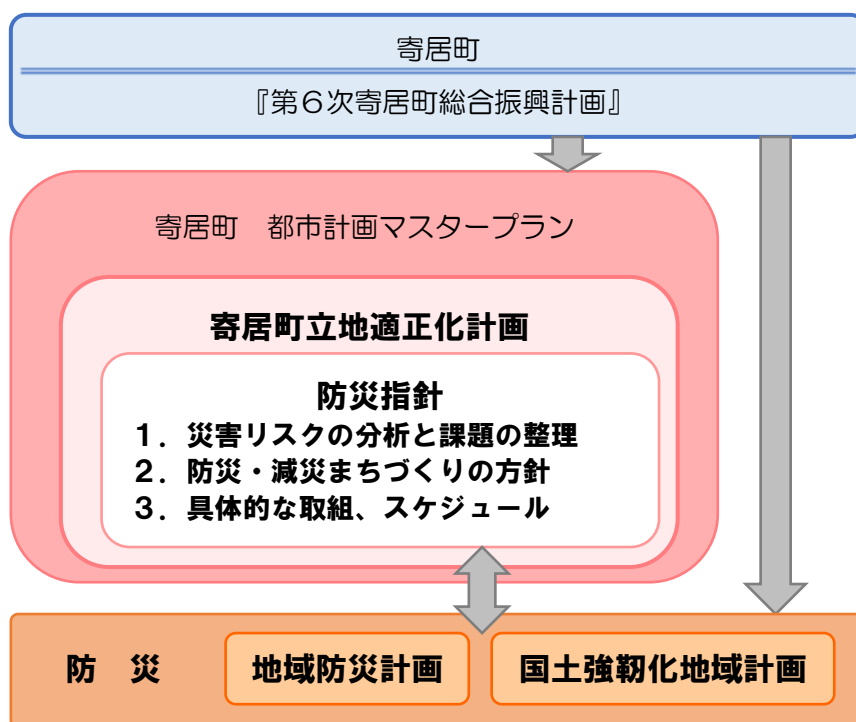 寄居町
『第６次寄居町総合振興計画』
寄居町　都市計画マスタープラン
寄居町立地適正化計画
防災指針
１．災害リスクの分析と課題の整理
２．防災・減災まちづくりの方針
３．具体的な取組、スケジュール
防　災
地域防災計画
国土強靭化地域計画